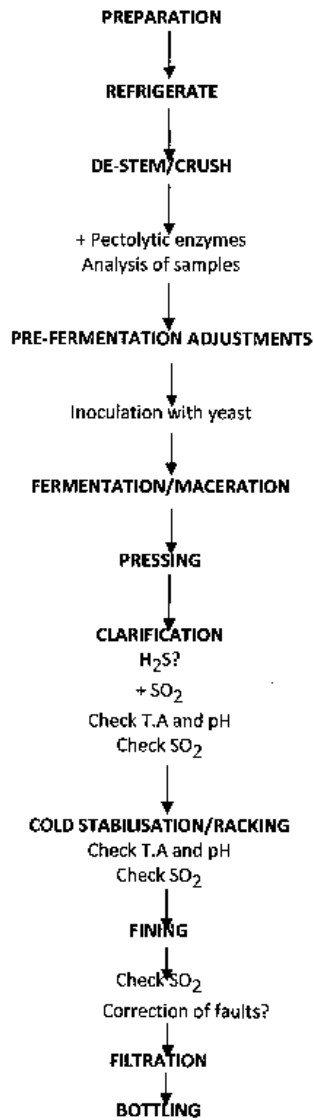 PREPARATION
REFRIGERATE
DE-STEM/CRUSH
+ Pectolytic enzymes
Analysis of samples
PRE-FERMENTATION ADJUSTMENTS
Inoculation with yeast
FERMENTATION/MACERATION
PRESSING
CLARIFICATION
H2S?
+ SO2
Check T.A and pH
Check SO2
COLD STABILISATION/RACKING
Check T.A and pH
Check SO2
FINING
Check SO2
Correction of faults?
FILTRATION
BOTTLING